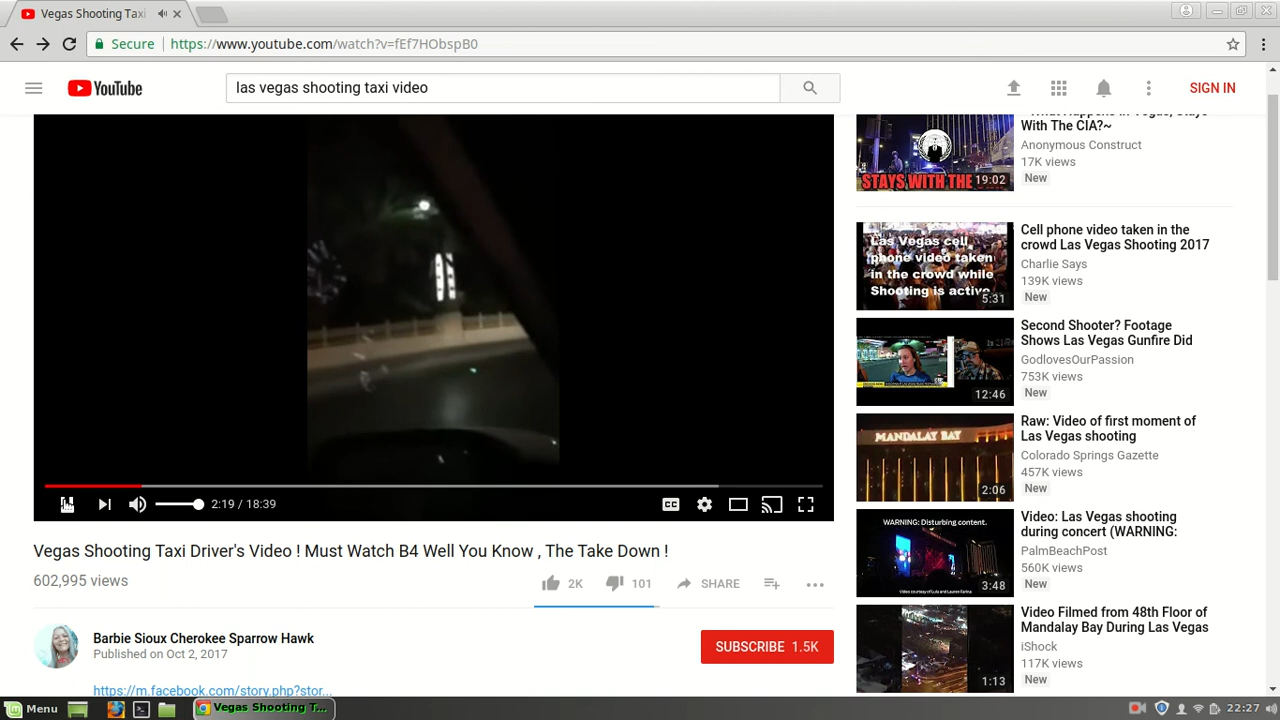 Vegas Shooting Taxi
Secure
https://www.youtube.com/watch?v=fEf7HObspB0
YouTube
las vegas shooting taxi video
SIGN IN
With The CIA?~
Anonymous Construct
17K views
New
STAYS WITH THE
19:02
Cell phone video taken in the
crowd Las Vegas Shooting 2017
Charlie Says
139K views
New
Las Vegas cell
phone video taken
in the crowd while
Shooting is active
5:31
Second Shooter? Footage
Shows Las Vegas Gunfire Did
GodlovesOurPassion
753K views
New
12:46
Raw: Video of first moment of
Las Vegas shooting
Colorado Springs Gazette
457K views
New
MANDALAY BAY
2:06
Video: Las Vegas shooting
during concert (WARNING:
PalmBeachPost
560K views
New
WARNING: Disturbing content.
3:48
Video Filmed from 48th Floor of
Mandalay Bay During Las Vegas
iShock
117K views
New
1:13
2:19 / 18:39
CC
Vegas Shooting Taxi Driver's Video ! Must Watch B4 Well You Know , The Take Down !
602,995 views
2K
101
SHARE
Barbie Sioux Cherokee Sparrow Hawk
Published on Oct 2, 2017
SUBSCRIBE 1.5K
https://m.facebook.com/story.php?stor...
Menu
Vegas Shooting T...
22:27